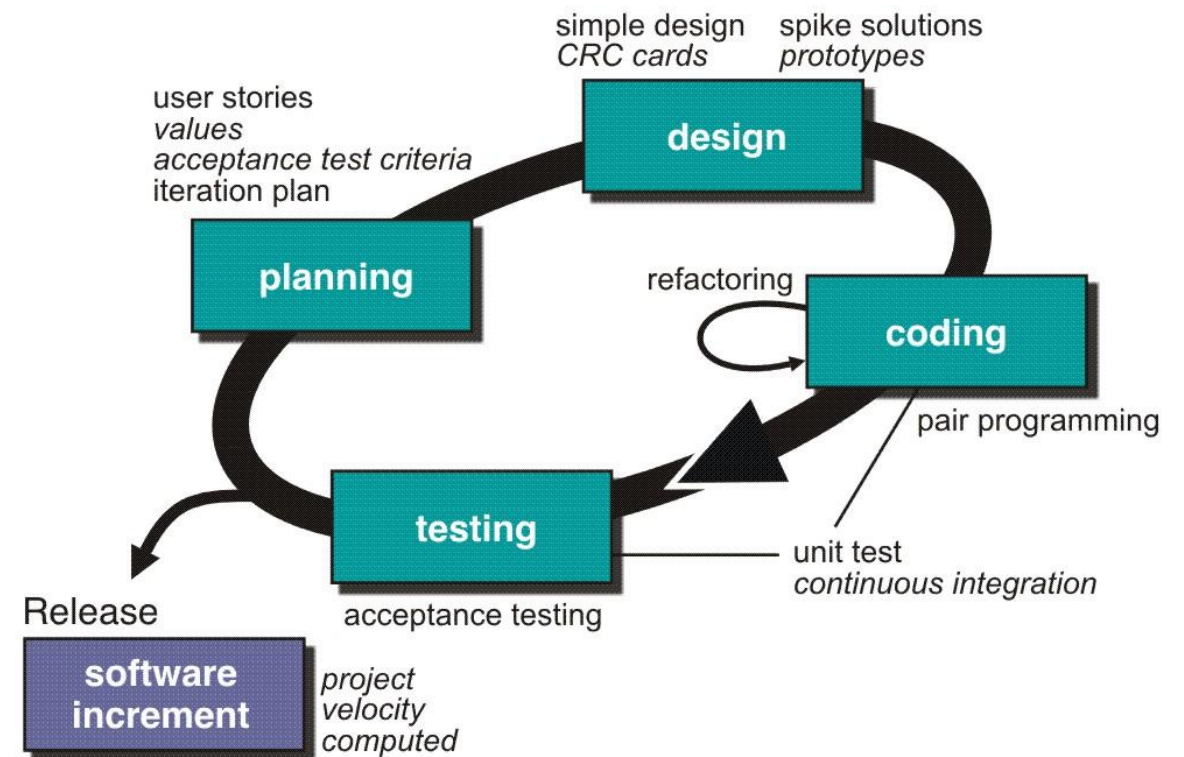 simple design
CRC cards
spike solutions
prototypes
design
user stories
values
acceptance test criteria
iteration plan
planning
refactoring
coding
pair programming
testing
unit test
continuous integration
acceptance testing
Release
software
increment
project
velocity
computed